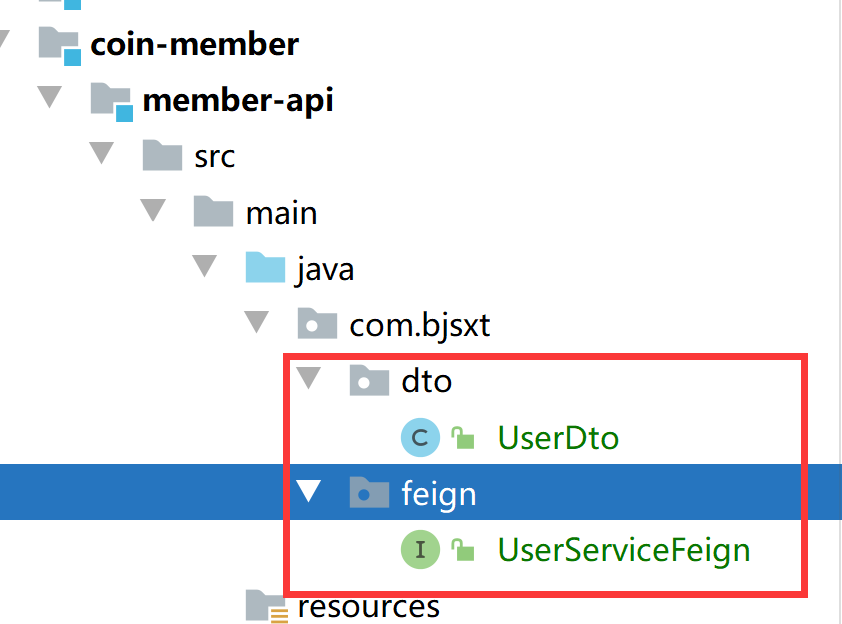 coin-member
member-api
src
main
java
com.bjsxt
dto
C UserDto
feign
I UserServiceFeign
resources